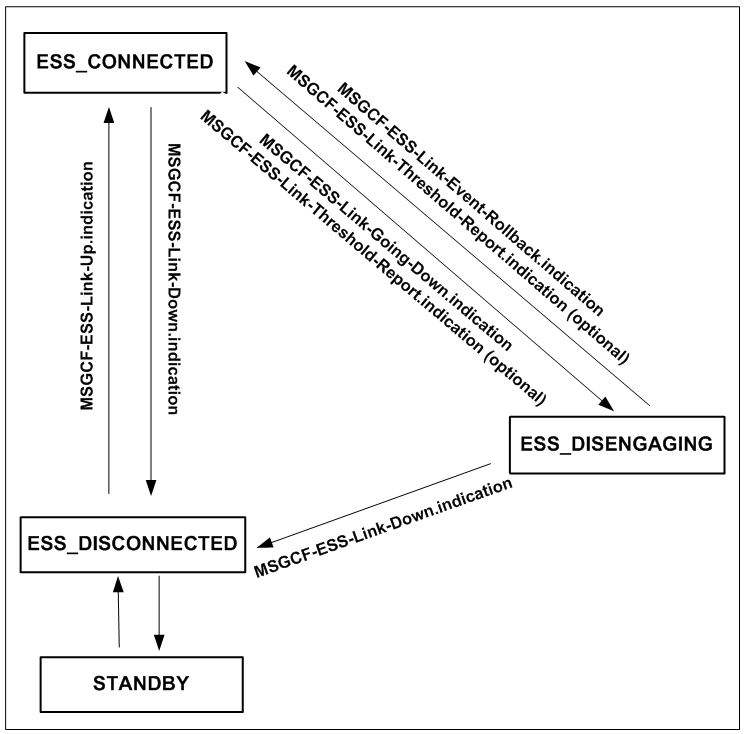 ESS_CONNECTED
MSGCF-ESS-Link-Event-Rollback.indication
MSGCF-ESS-Link-Threshold-Report.indication (optional)
MSGCF-ESS-Link-Going-Down.indication
MSGCF-ESS-Link-Threshold-Report.indication (optional)
MSGCF-ESS-Link-Up.indication
MSGCF-ESS-Link-Down.indication
ESS_DISENGAGING
MSGCF-ESS-Link-Down.indication
ESS_DISCONNECTED
STANDBY